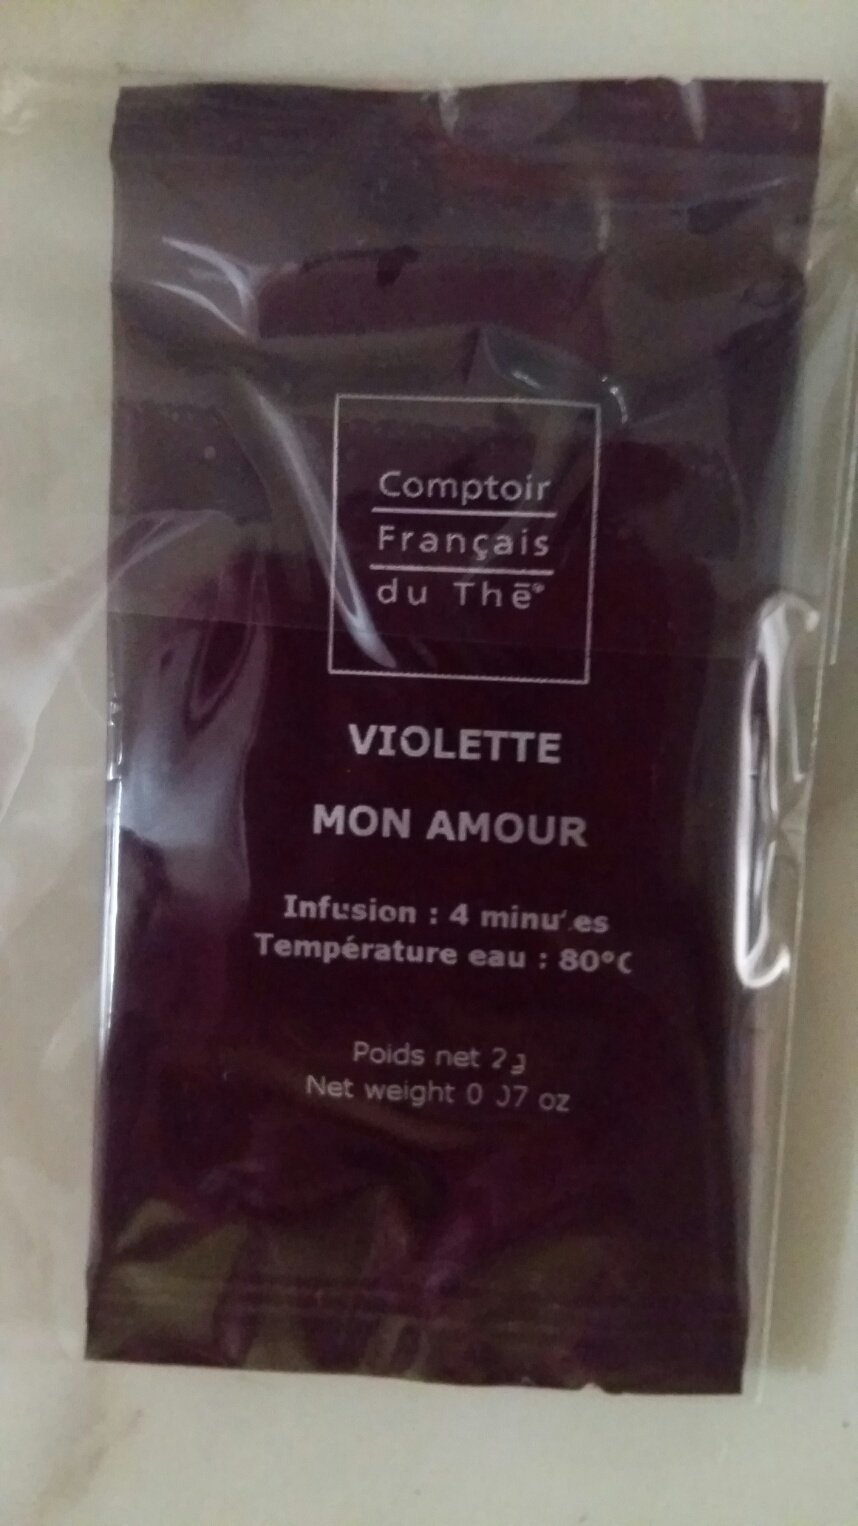 Comptoir
Français
du Thē®
VIOLETTE
MON AMOUR
Infusion : 4 minutes
Température eau : 80°C
Poids net 2g
Net weight 0.07 oz